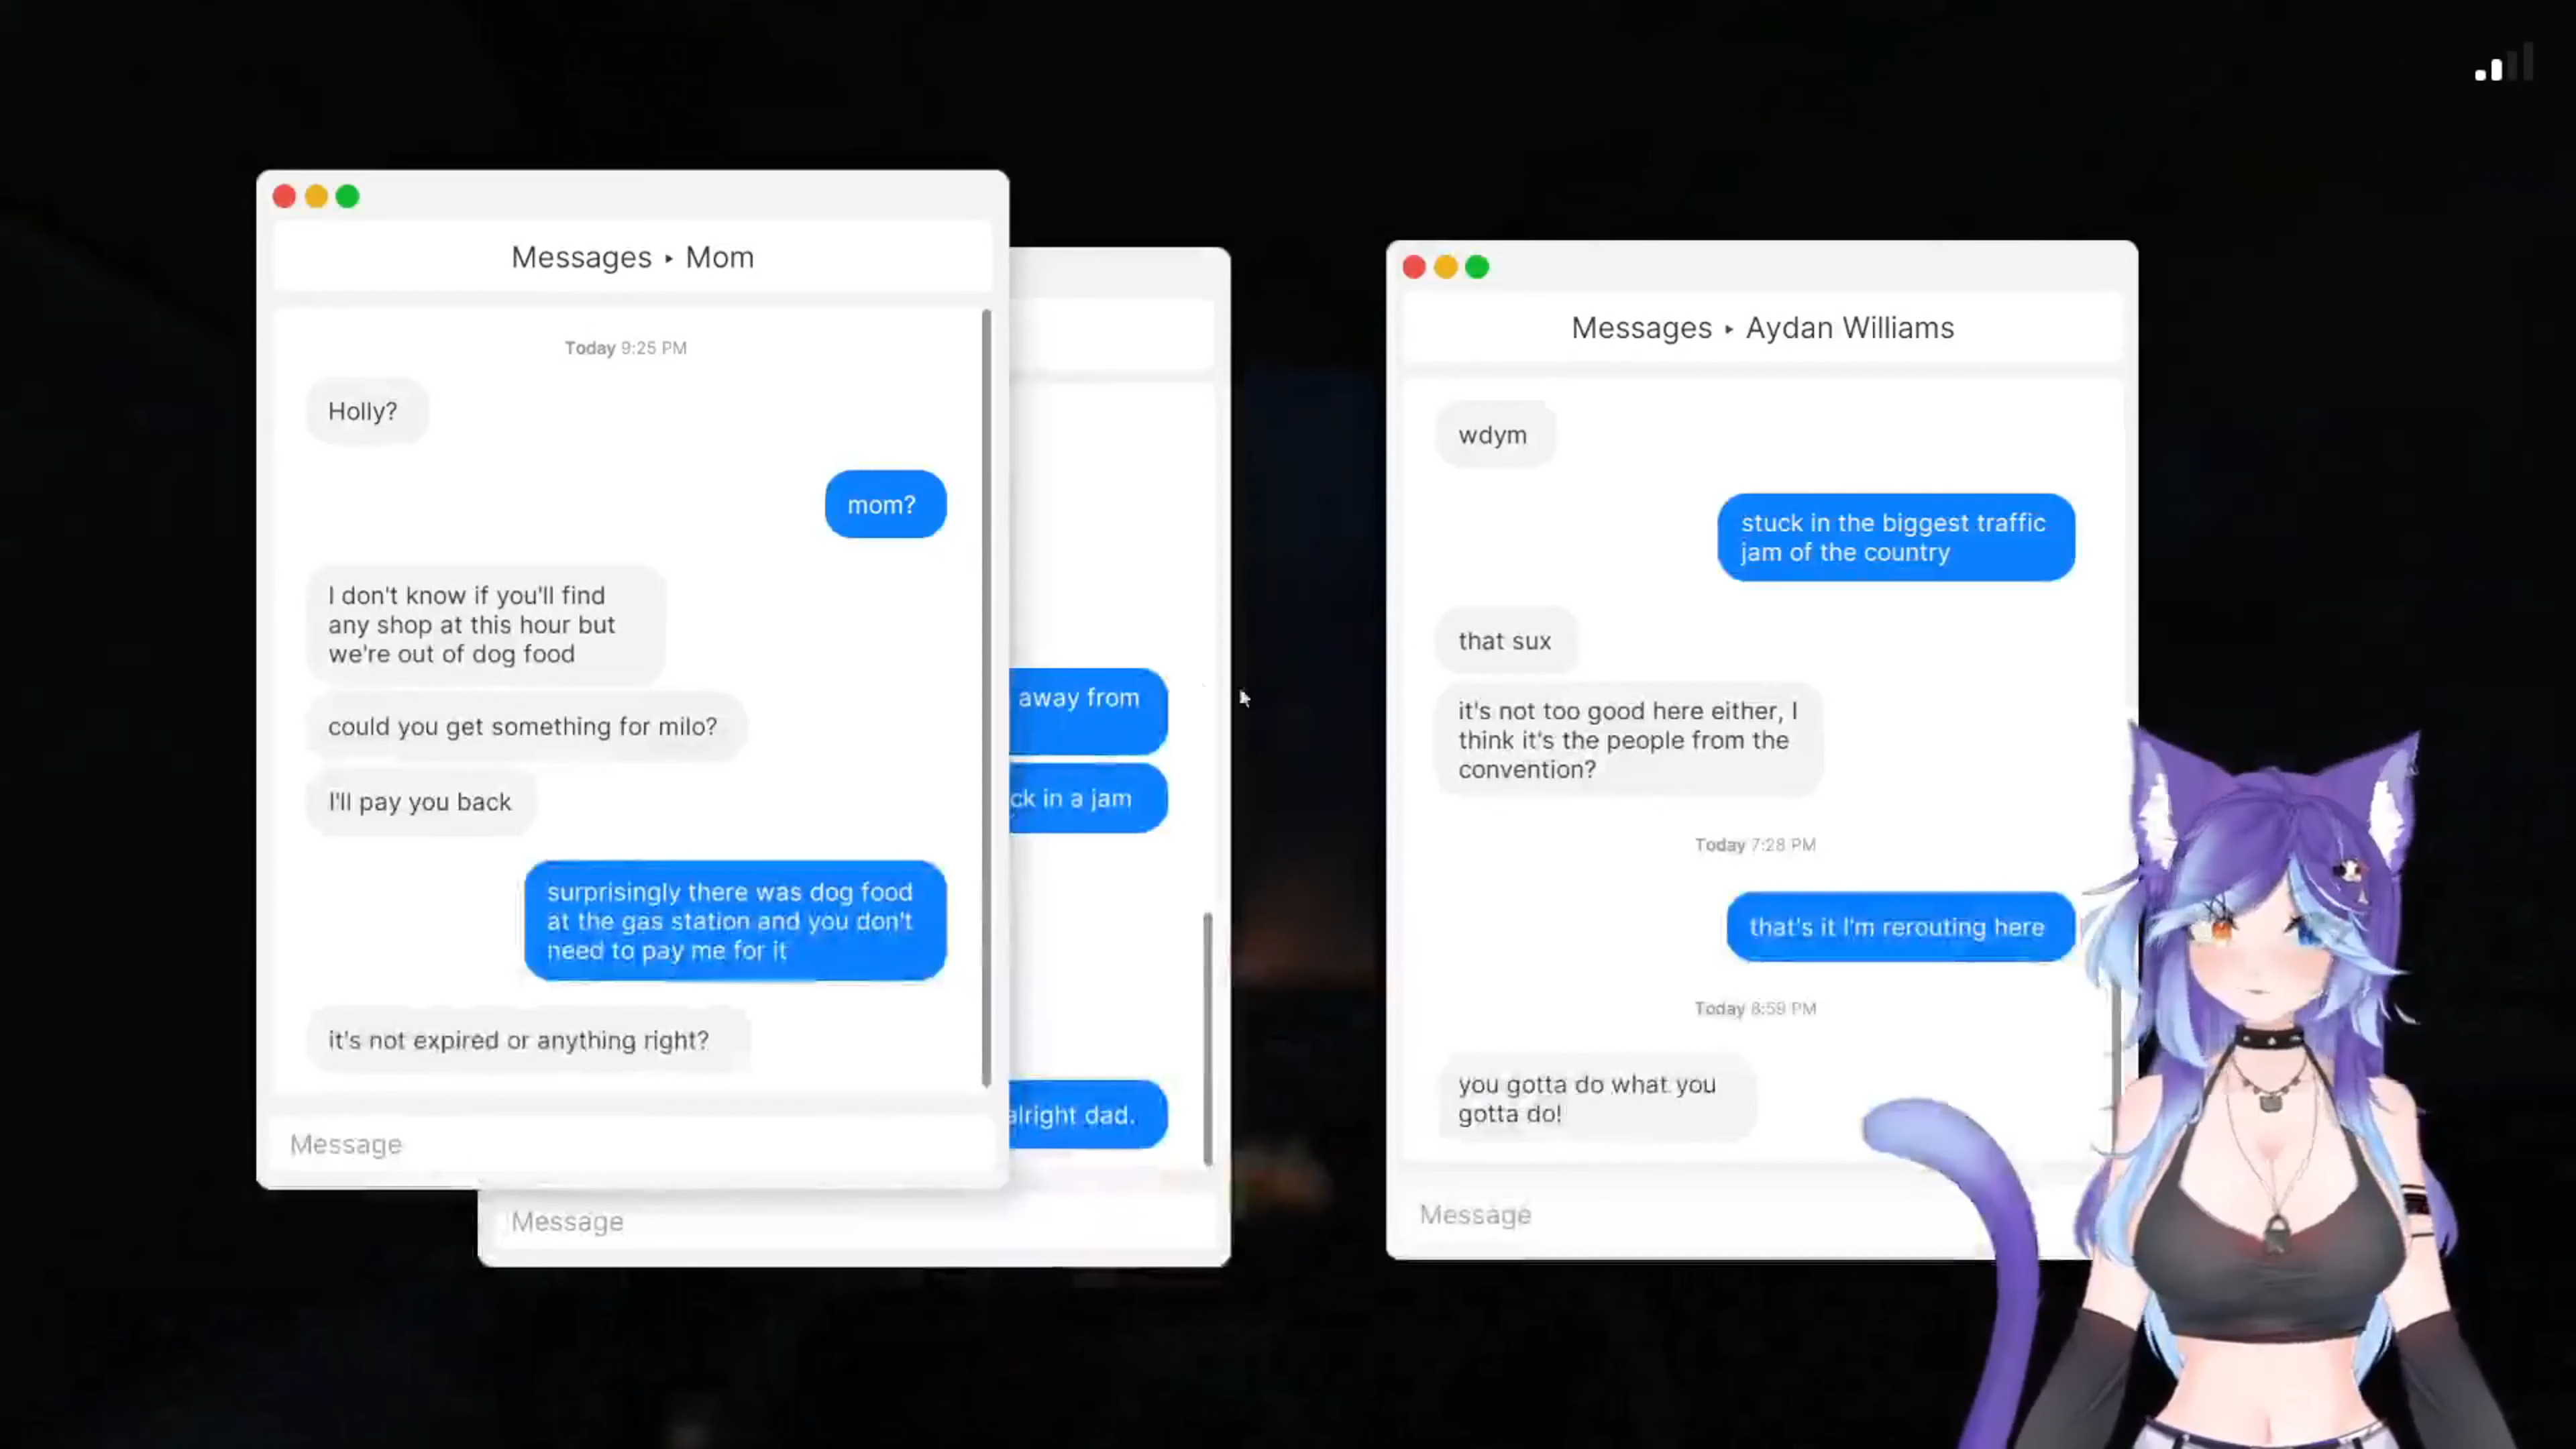 Messages ▸ Mom
Today 9:25 PM
Holly?
mom?
I don't know if you'll find
any shop at this hour but
we're out of dog food
could you get something for milo?
I'll pay you back
surprisingly there was dog food
at the gas station and you don't
need to pay me for it
it's not expired or anything right?
Message
away from
ck in a jam
alright dad.
Message
Messages ▸ Aydan Williams
wdym
stuck in the biggest traffic
jam of the country
that sux
it's not too good here either, I
think it's the people from the
convention?
Today 7:28 PM
that's it I'm rerouting here
Today 8:59 PM
you gotta do what you
gotta do!
Message